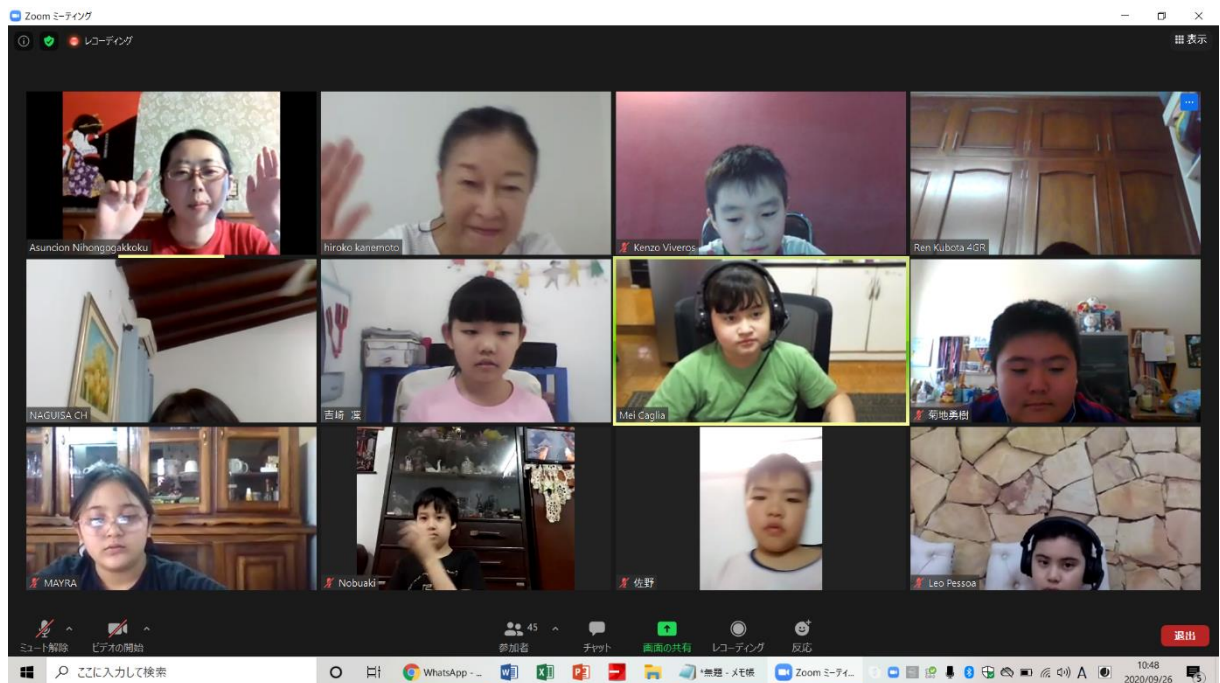 Zoom ミーティング
レコーディング
表示
Asuncion Nihongogakkoku
hiroko kanemoto
Kenzo Viveros
Ren Kubota 4GR
NAGUISA CH
吉崎 凜
Mei Caglia
菊地勇樹
MAYRA
Nobuaki
佐野
Leo Pessoa
ミュート解除
ビデオの開始
45
参加者
チャット
画面の共有
レコーディング
反応
退出
ここに入力して検索
WhatsApp - ...
*無題 - メモ帳
Zoom ミーティ...
A
10:48
2020/09/26
5